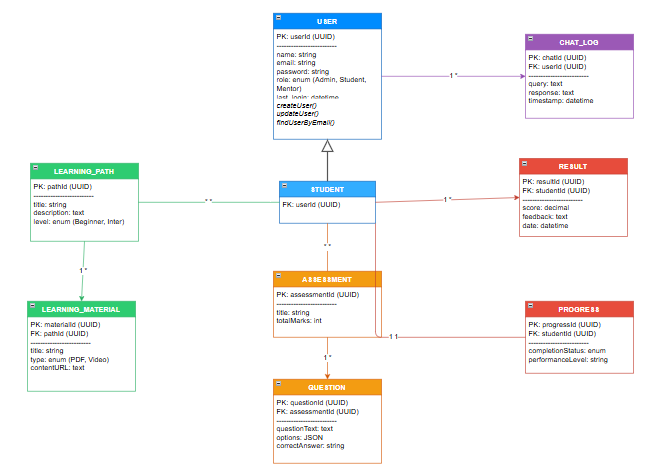 USER
PK: userId (UUID)
-------------------------
name: string
email: string
password: string
role: enum (Admin, Student,
Mentor)
last_login: datetime
createUser()
updateUser()
findUserByEmail()
CHAT_LOG
PK: chatId (UUID)
FK: userId (UUID)
-------------------------
query: text
response: text
timestamp: datetime
1 *
LEARNING_PATH
PK: pathId (UUID)
-------------------------
title: string
description: text
level: enum (Beginner, Inter)
* *
STUDENT
FK: userId (UUID)
1 *
RESULT
PK: resultId (UUID)
FK: studentId (UUID)
-------------------------
score: decimal
feedback: text
date: datetime
* *
1 *
ASSESSMENT
PK: assessmentId (UUID)
-------------------------
title: string
totalMarks: int
LEARNING_MATERIAL
PK: materialId (UUID)
FK: pathId (UUID)
-------------------------
title: string
type: enum (PDF, Video)
contentURL: text
1 1
PROGRESS
PK: progressId (UUID)
FK: studentId (UUID)
-------------------------
completionStatus: enum
performanceLevel: string
1 *
QUESTION
PK: questionId (UUID)
FK: assessmentId (UUID)
-------------------------
questionText: text
options: JSON
correctAnswer: string